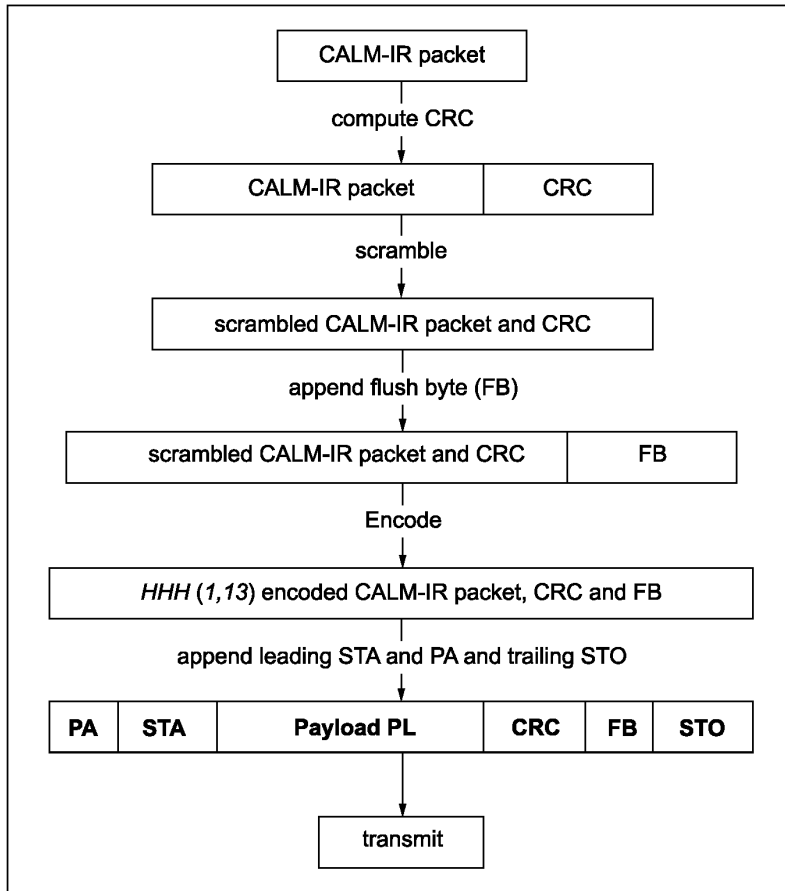 CALM-IR packet
compute CRC
CALM-IR packet CRC
scramble
scrambled CALM-IR packet and CRC
append flush byte (FB)
scrambled CALM-IR packet and CRC FB
Encode
HHH (1,13) encoded CALM-IR packet, CRC and FB
append leading STA and PA and trailing STO
PA STA Payload PL CRC FB STO
transmit